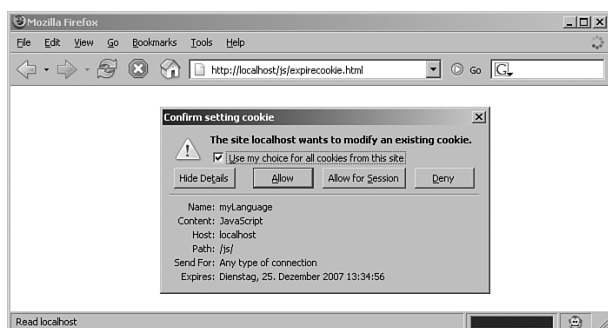 Mozilla Firefox
File Edit View Go Bookmarks Tools Help
http://localhost/js/expirecookie.html Go G
Confirm setting cookie
The site localhost wants to modify an existing cookie.
Use my choice for all cookies from this site
Hide Details Allow Allow for Session Deny
Name: myLanguage
Content: JavaScript
Host: localhost
Path: /js/
Send For: Any type of connection
Expires: Dienstag, 25. Dezember 2007 13:34:56
Read localhost